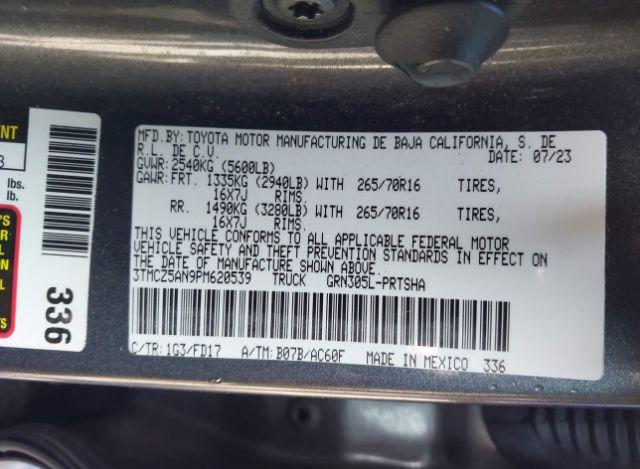 MFD.BY:TOYOTA MOTOR MANUFACTURING DE BAJA CALIFORNIA, S. DE
R.L. DE C.V. DATE: 07/23
GVWR: 2540KG (5600LB)
GAWR:FRT. 1335KG (2940LB) WITH 265/70R16 TIRES,
16X7J RIMS.
RR. 1490KG (3280LB) WITH 265/70R16 TIRES,
16X7J RIMS.
THIS VEHICLE CONFORMS TO ALL APPLICABLE FEDERAL MOTOR
VEHICLE SAFETY AND THEFT PREVENTION STANDARDS IN EFFECT ON
THE DATE OF MANUFACTURE SHOWN ABOVE.
3TMCZ5AN9PM620539 TRUCK GRN305L-PRTSHA
C/TR: 1G3/FD17 A/TM: B07B/AC60F MADE IN MEXICO 336
ENT
lbs.
lb.
336